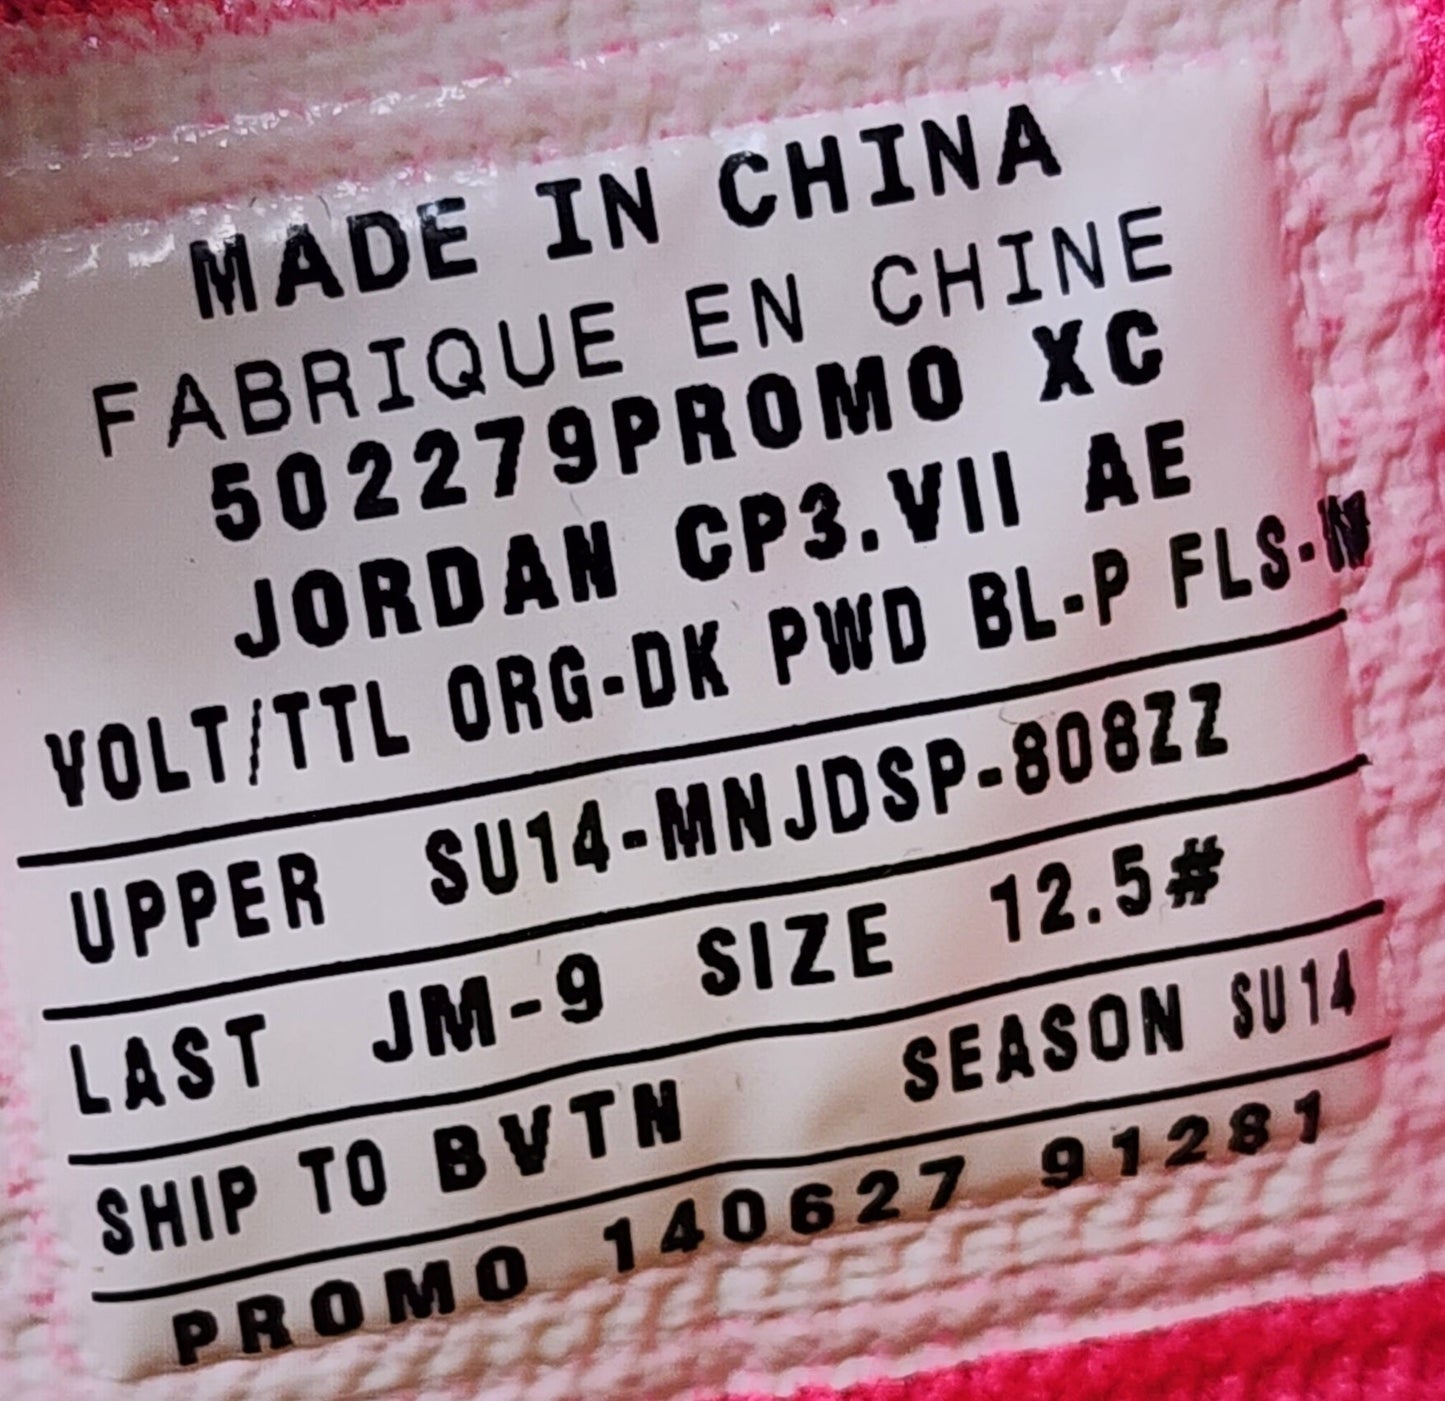 MADE IN CHINA
FABRIQUE EN CHINE
502279PROMO XC
JORDAN CP3.VII AE
VOLT/TTL ORG-DK PWD BL-P FLS-W
UPPER SU14-MNJDSP-808ZZ
LAST JM-9 SIZE 12.5#
SHIP TO BVTN SEASON SU14
PROMO 140627 91281